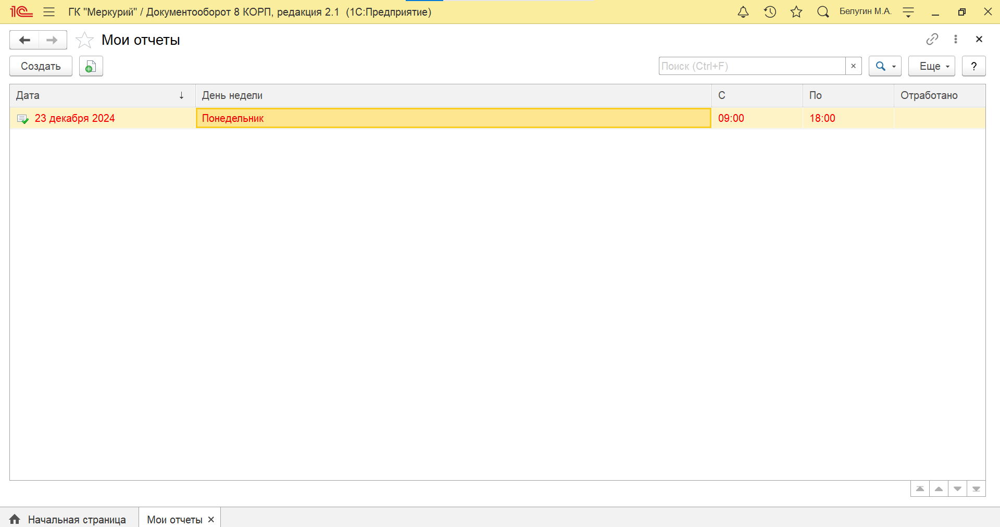 1С ГК "Меркурий" / Документооборот 8 КОРП, редакция 2.1 (1С:Предприятие) Белугин М.А.
Мои отчеты
Создать Поиск (Ctrl+F) × Еще ?
Дата ↓ День недели С По Отработано
23 декабря 2024 Понедельник 09:00 18:00
Начальная страница Мои отчеты ×